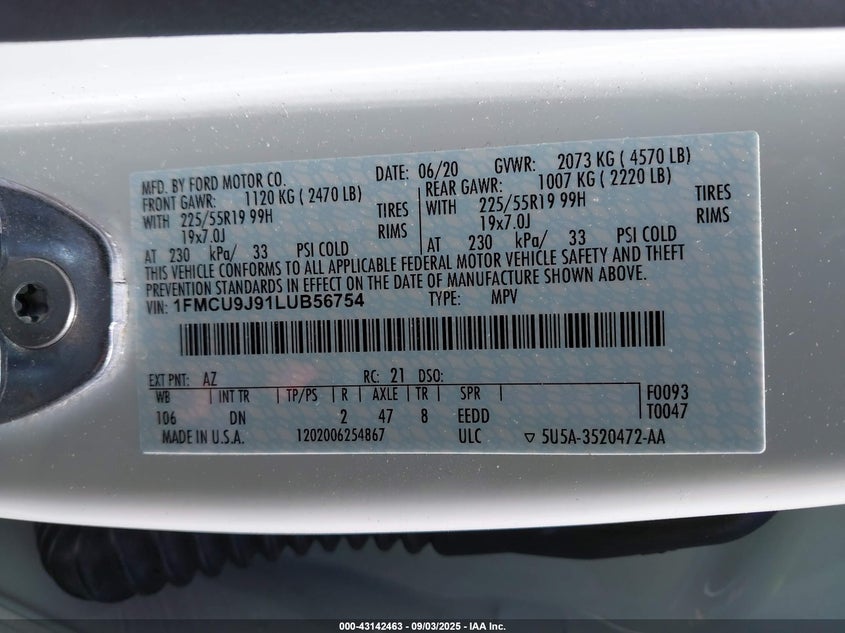 MFD. BY FORD MOTOR CO. DATE: 06/20 GVWR: 2073 KG ( 4570 LB)
FRONT GAWR: 1120 KG ( 2470 LB) REAR GAWR: 1007 KG ( 2220 LB)
WITH 225/55R19 99H TIRES WITH 225/55R19 99H TIRES
19x7.0J RIMS 19x7.0J RIMS
AT 230 kPa/ 33 PSI COLD AT 230 kPa/ 33 PSI COLD
THIS VEHICLE CONFORMS TO ALL APPLICABLE FEDERAL MOTOR VEHICLE SAFETY AND THEFT
PREVENTION STANDARDS IN EFFECT ON THE DATE OF MANUFACTURE SHOWN ABOVE.
VIN: 1FMCU9J91LUB56754 TYPE: MPV
EXT PNT: AZ RC: 21 DSO:
WB INT TR TP/PS R AXLE TR SPR F0093
106 DN 2 47 8 EEDD T0047
MADE IN U.S.A. 1202006254867 ULC ▽ 5U5A-3520472-AA
000-43142463 - 09/03/2025 - IAA Inc.